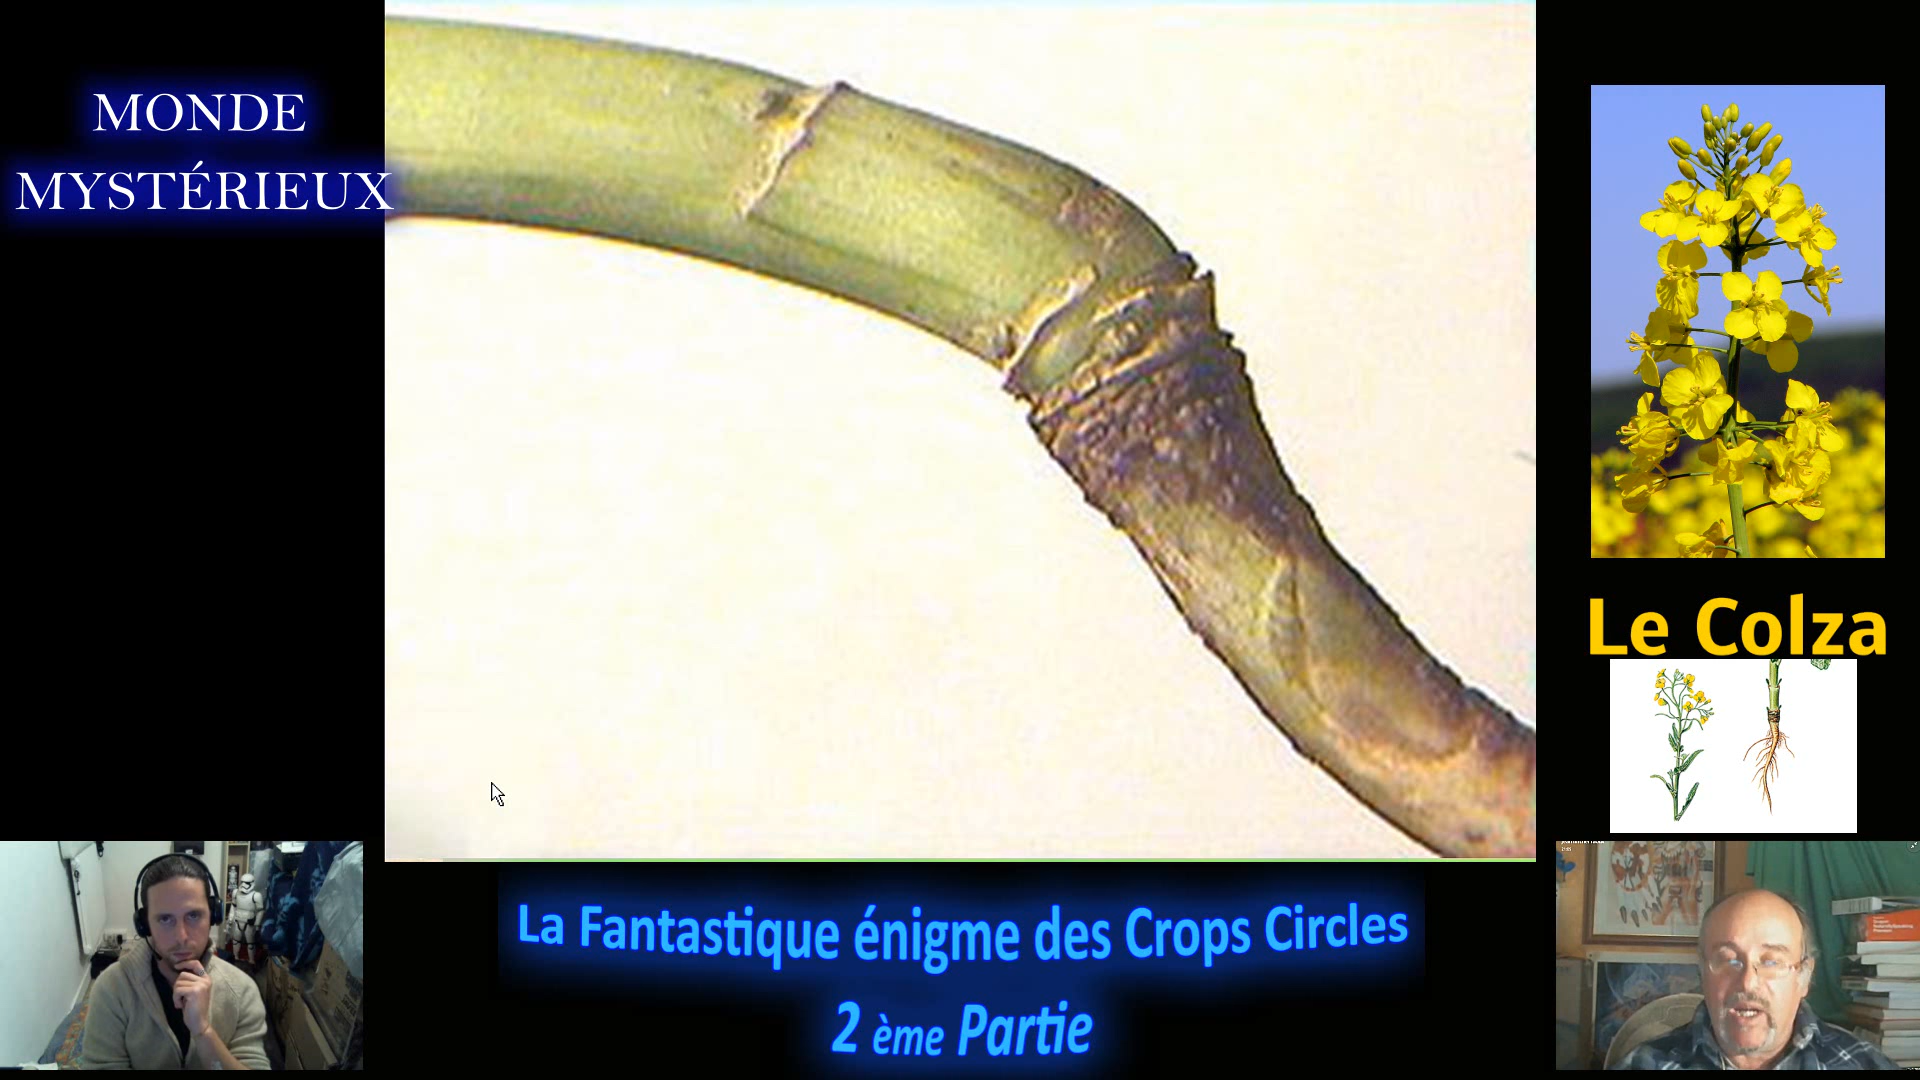 MONDE
MYSTÉRIEUX
Le Colza
La Fantastique énigme des Crops Circles
2 ème Partie